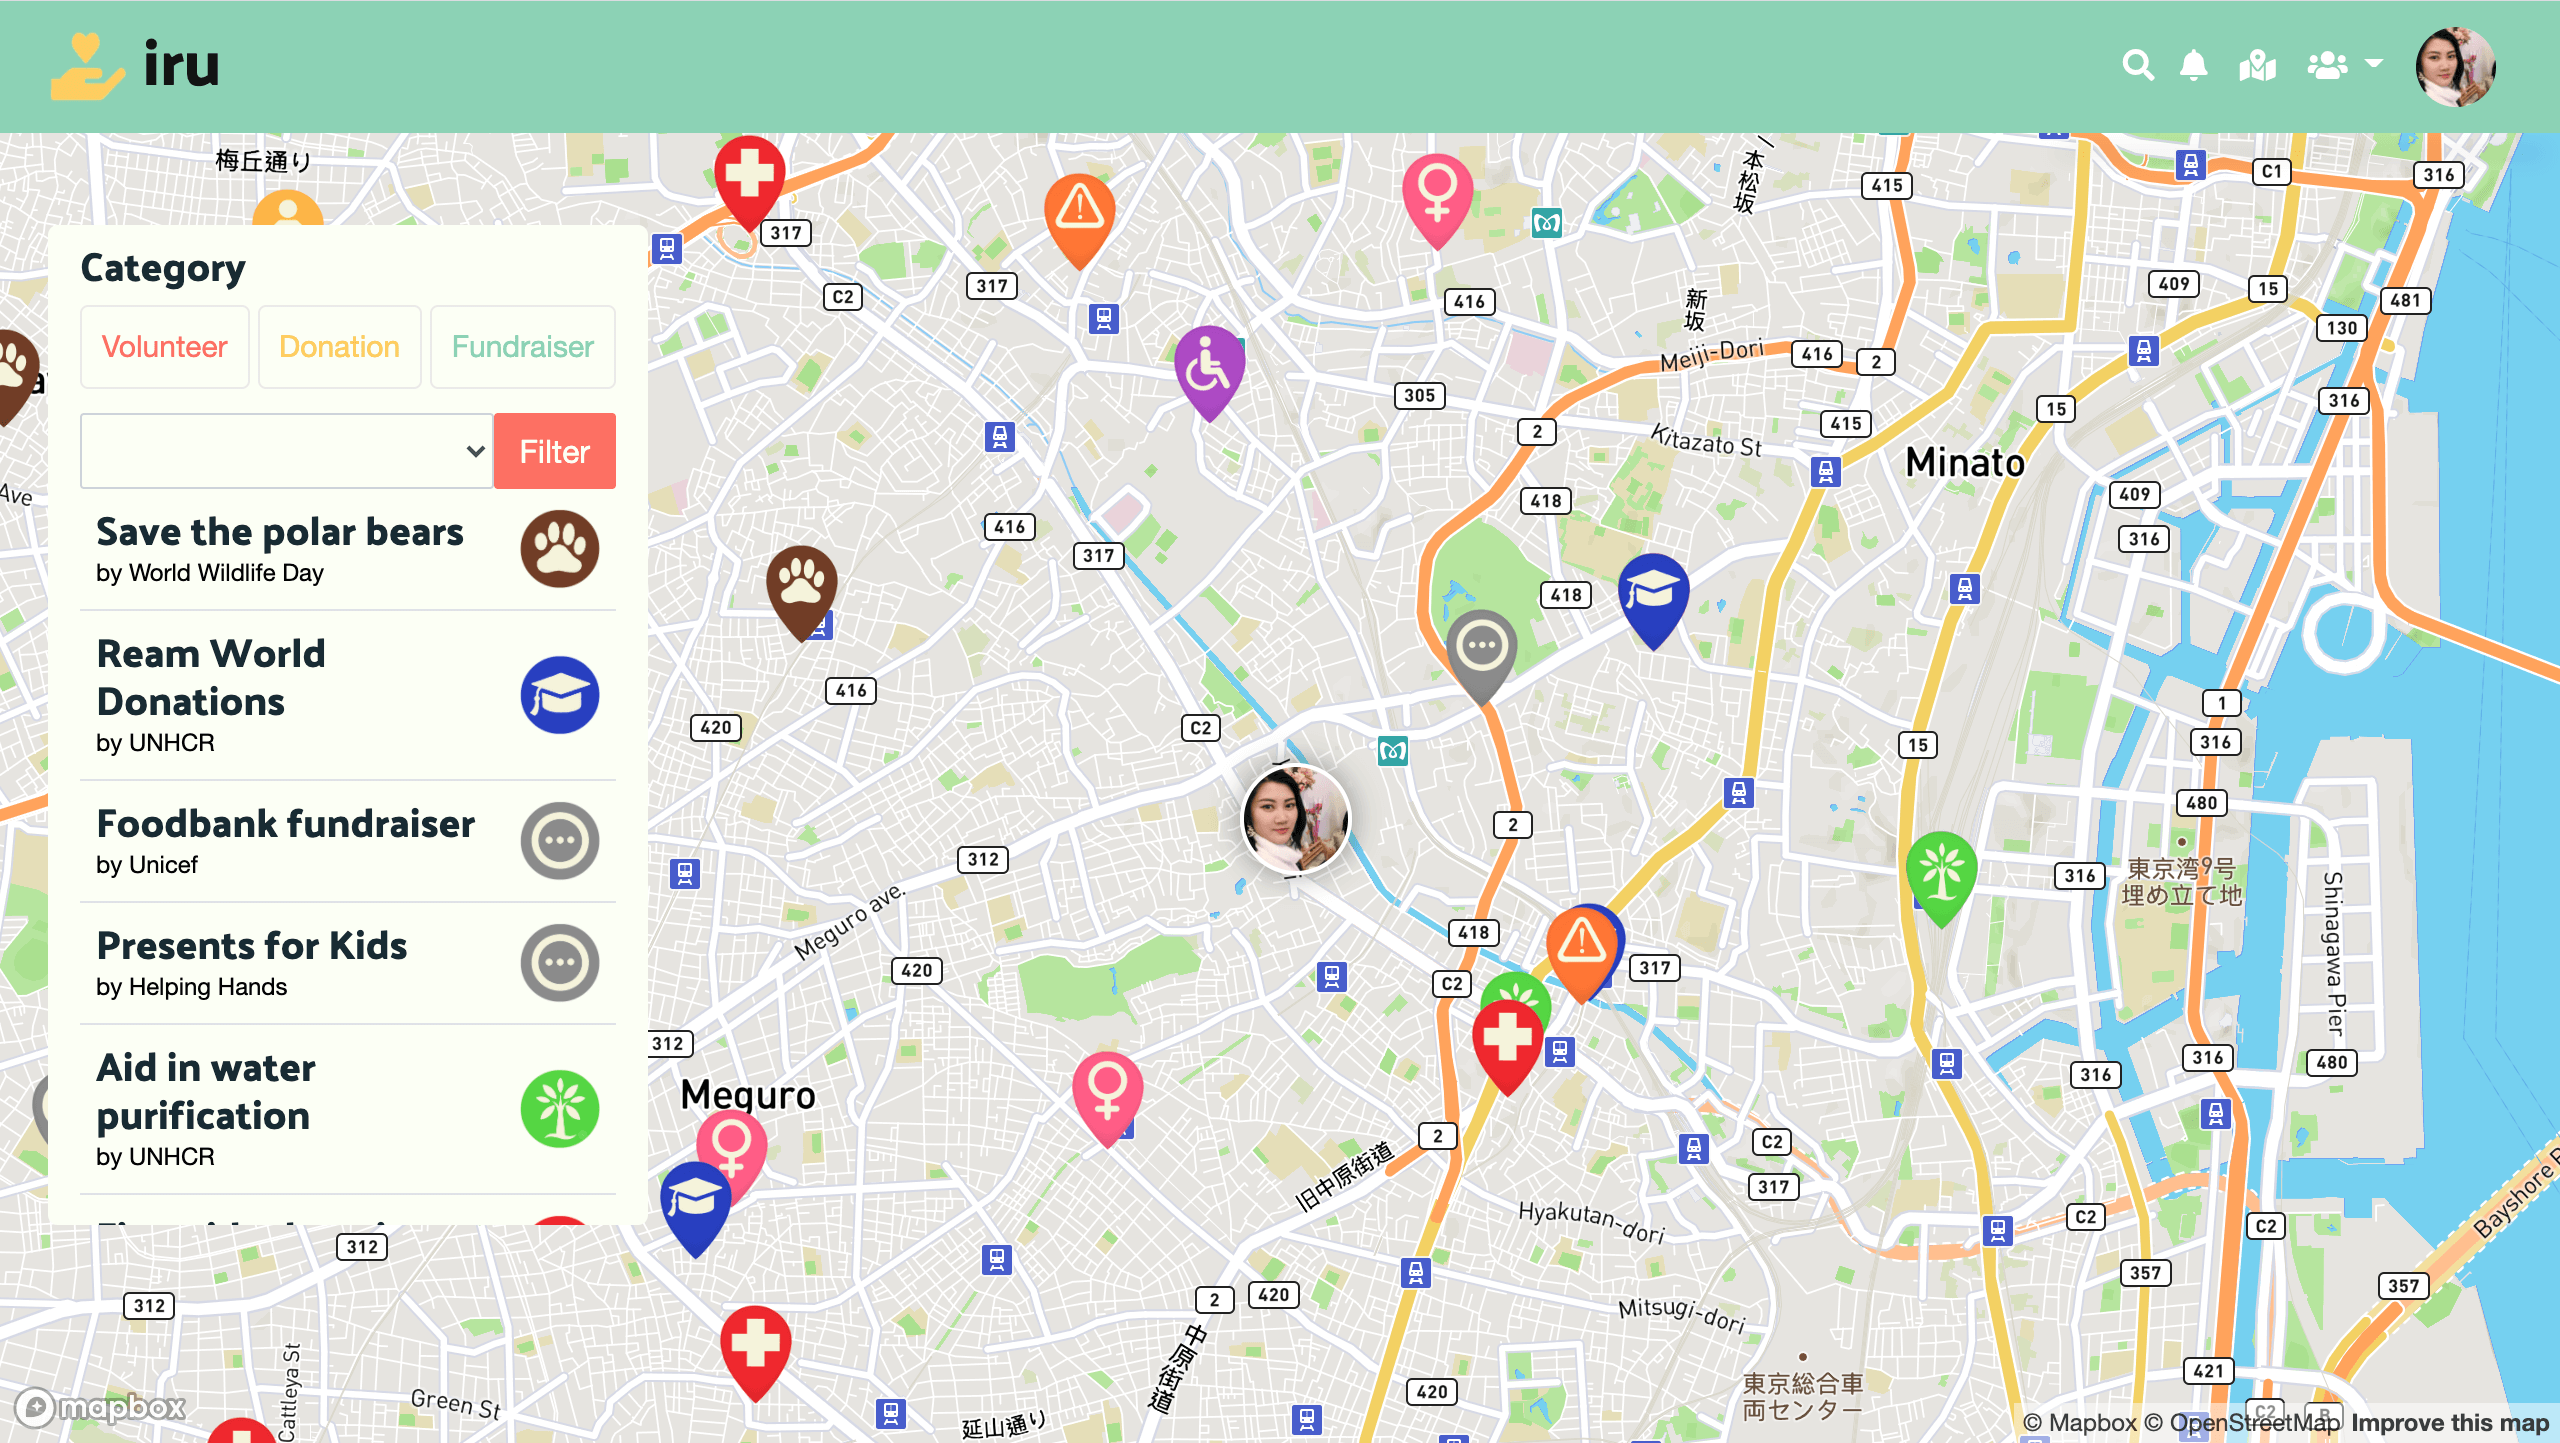 iru
梅丘通り
一本松坂
415
C1
316
317
Category
C2
317
416
新坂
409
15
481
130
Volunteer
Donation
Fundraiser
Meiji-Dori
416
2
305
15
316
2
415
Kitazato St
Filter
Minato
Ave
418
409
416
317
316
Save the polar bears
by World Wildlife Day
418
Ream World
Donations
by UNHCR
416
420
C2
15
1
316
Foodbank fundraiser
by Unicef
2
480
312
316
東京湾9号
埋め立て地
Meguro ave.
Shinagawa Pier
Presents for Kids
by Helping Hands
418
317
420
C2
312
Aid in water
purification
by UNHCR
Meguro
316
316
480
2
C2
旧中原街道
317
Hyakutan-dori
C2
C2
Bayshore
312
357
357
312
2
420
Mitsugi-dori
中原街道
Cattleya St
Green St
420
421
東京総合車
両センター
延山通り
C2
mapbox
© Mapbox © OpenStreetMap Improve this map